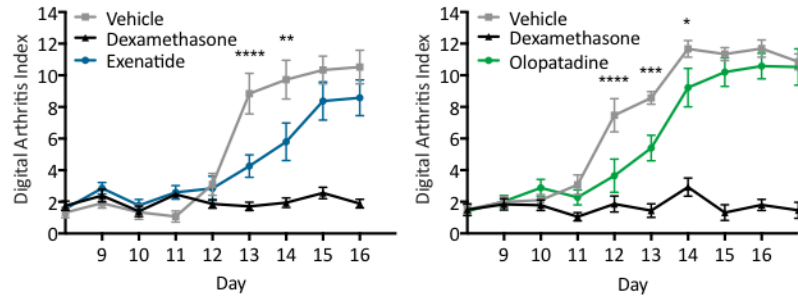 Digital Arthritis Index
14
12
10
8
6
4
2
0
Vehicle
Dexamethasone
Exenatide
****
**
9 10 11 12 13 14 15 16
Day
Digital Arthritis Index
14
12
10
8
6
4
2
0
Vehicle
Dexamethasone
Olopatadine
****
***
*
9 10 11 12 13 14 15 16
Day